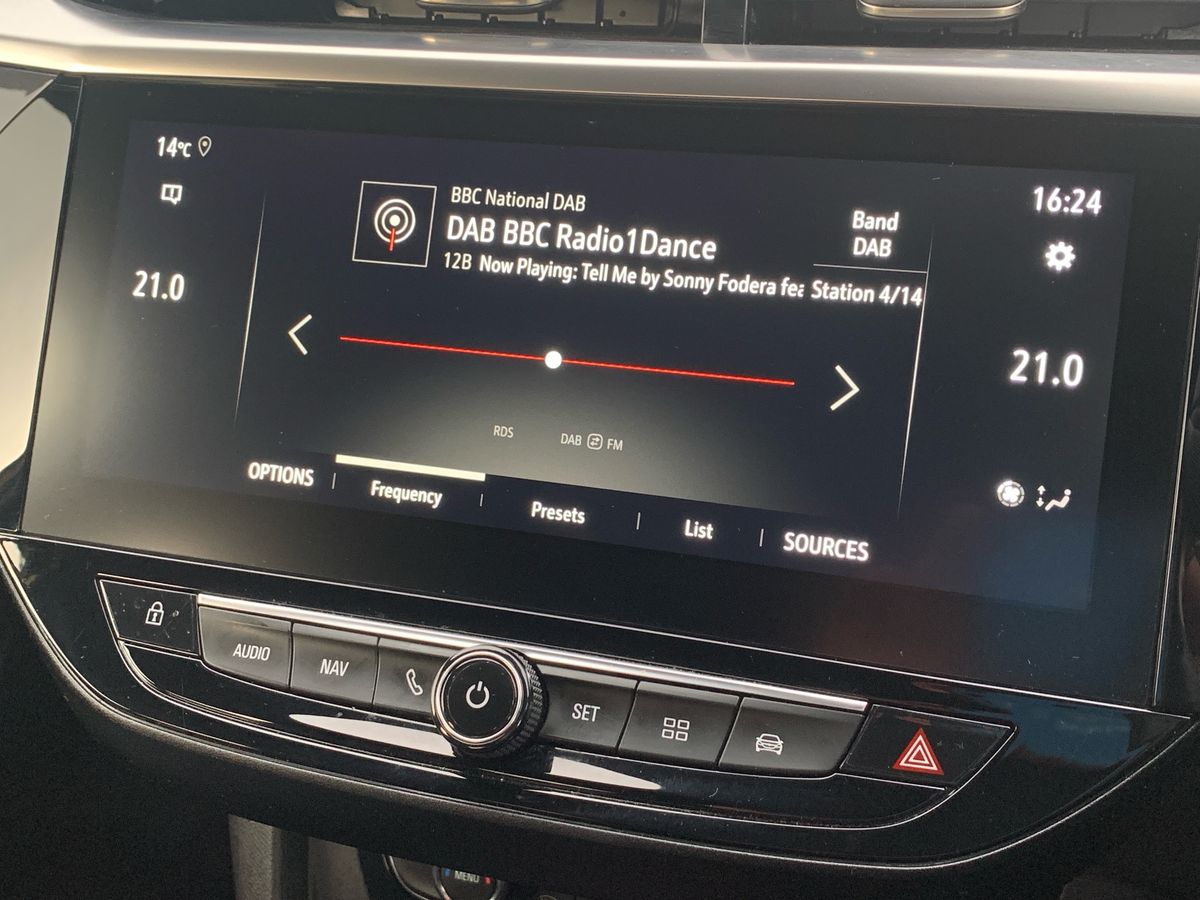 14°C
16:24
BBC National DAB
DAB BBC Radio1Dance
12B Now Playing: Tell Me by Sonny Fodera fea
Band
DAB
Station 4/14
21.0
21.0
RDS
DAB FM
OPTIONS
Frequency
Presets
List
SOURCES
AUDIO
NAV
SET
MENU